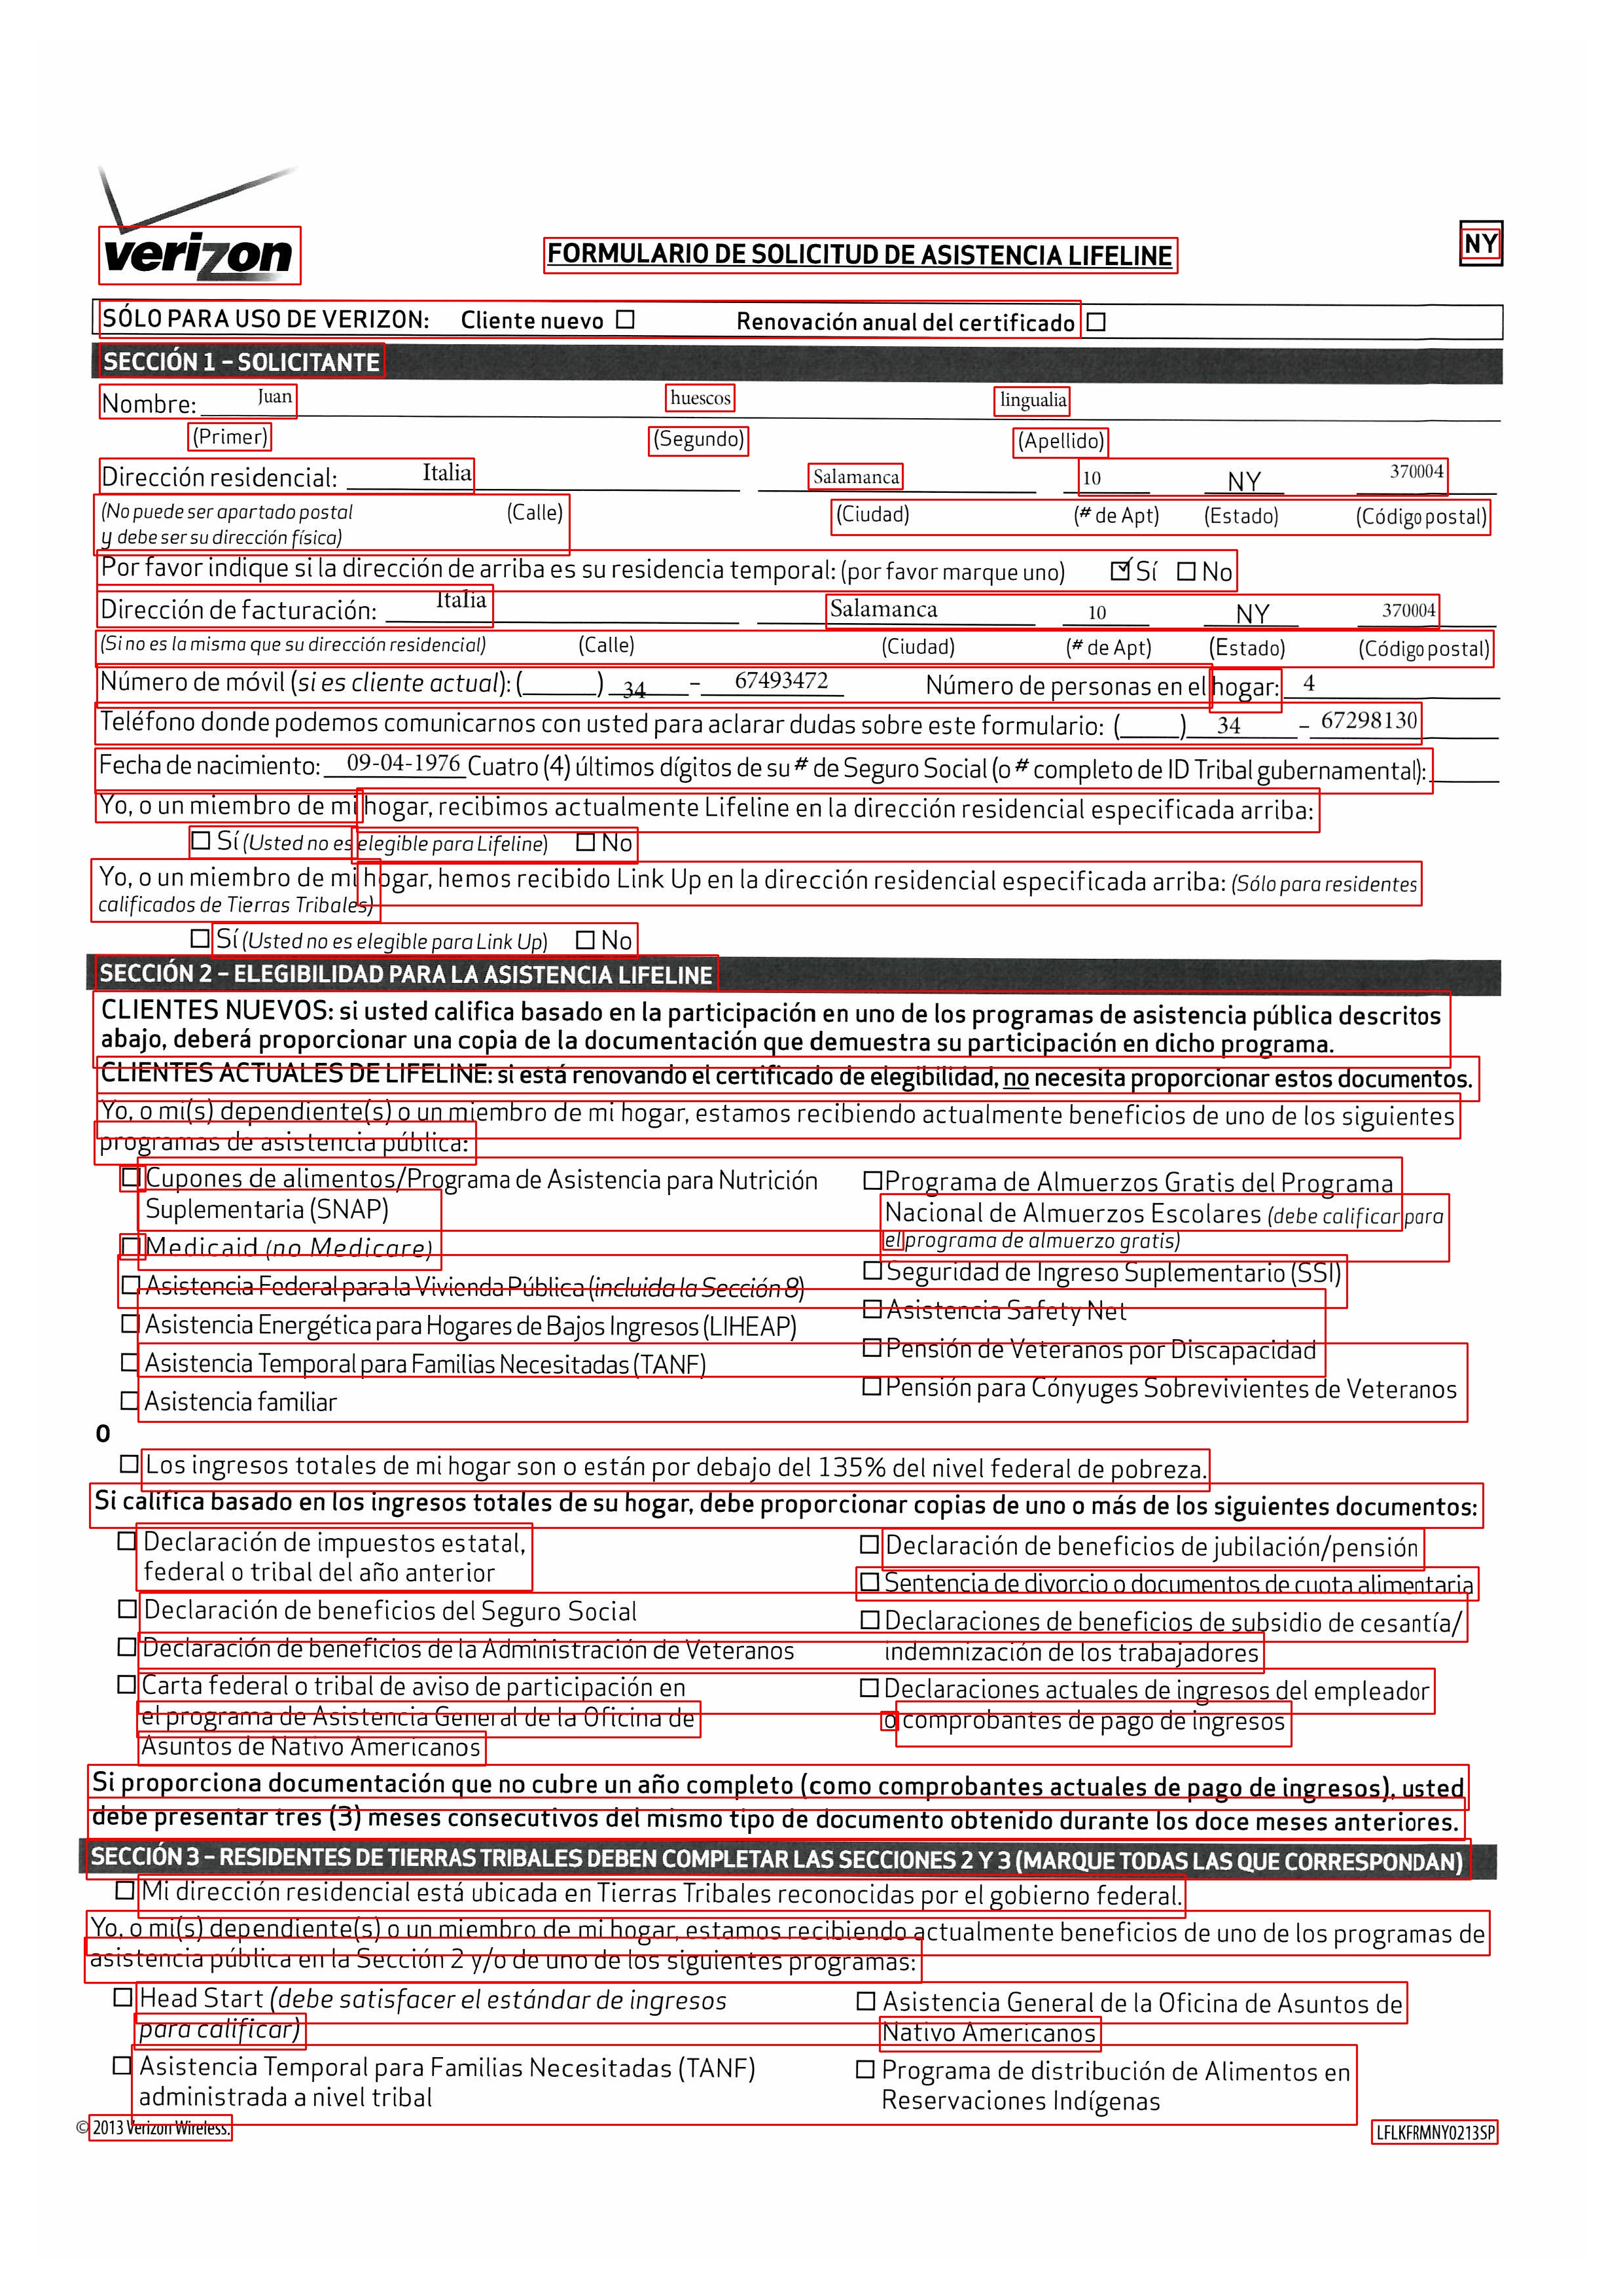 verizon
FORMULARIO DE SOLICITUD DE ASISTENCIA LIFELINE
NY
SÓLO PARA USO DE VERIZON: Cliente nuevo ☐ Renovación anual del certificado ☐
SECCIÓN 1 – SOLICITANTE
Nombre: Juan huescos lingualia
(Primer) (Segundo) (Apellido)
Dirección residencial: Italia Salamanca 10 NY 370004
(No puede ser apartado postal (Calle) (Ciudad) (# de Apt) (Estado) (Código postal)
y debe ser su dirección física)
Por favor indique si la dirección de arriba es su residencia temporal: (por favor marque uno) ☑ Sí ☐ No
Dirección de facturación: Italia Salamanca 10 NY 370004
(Si no es la misma que su dirección residencial) (Calle) (Ciudad) (# de Apt) (Estado) (Código postal)
Número de móvil (si es cliente actual): (______) 34 – 67493472 Número de personas en el hogar: 4
Teléfono donde podemos comunicarnos con usted para aclarar dudas sobre este formulario: (____) 34 – 67298130
Fecha de nacimiento: 09-04-1976 Cuatro (4) últimos dígitos de su # de Seguro Social (o # completo de ID Tribal gubernamental):
Yo, o un miembro de mi hogar, recibimos actualmente Lifeline en la dirección residencial especificada arriba:
☐ Sí (Usted no es elegible para Lifeline) ☐ No
Yo, o un miembro de mi hogar, hemos recibido Link Up en la dirección residencial especificada arriba: (Sólo para residentes
calificados de Tierras Tribales)
☐ Sí (Usted no es elegible para Link Up) ☐ No
SECCIÓN 2 – ELEGIBILIDAD PARA LA ASISTENCIA LIFELINE
CLIENTES NUEVOS: si usted califica basado en la participación en uno de los programas de asistencia pública descritos
abajo, deberá proporcionar una copia de la documentación que demuestra su participación en dicho programa.
CLIENTES ACTUALES DE LIFELINE: si está renovando el certificado de elegibilidad, no necesita proporcionar estos documentos.
Yo, o mi(s) dependiente(s) o un miembro de mi hogar, estamos recibiendo actualmente beneficios de uno de los siguientes
programas de asistencia pública:
☐ Cupones de alimentos/Programa de Asistencia para Nutrición
Suplementaria (SNAP)
☐ Medicaid (no Medicare)
☐ Asistencia Federal para la Vivienda Pública (incluida la Sección 8)
☐ Asistencia Energética para Hogares de Bajos Ingresos (LIHEAP)
☐ Asistencia Temporal para Familias Necesitadas (TANF)
☐ Asistencia familiar
☐ Programa de Almuerzos Gratis del Programa
Nacional de Almuerzos Escolares (debe calificar para
el programa de almuerzo gratis)
☐ Seguridad de Ingreso Suplementario (SSI)
☐ Asistencia Safety Net
☐ Pensión de Veteranos por Discapacidad
☐ Pensión para Cónyuges Sobrevivientes de Veteranos
O
☐ Los ingresos totales de mi hogar son o están por debajo del 135% del nivel federal de pobreza.
Si califica basado en los ingresos totales de su hogar, debe proporcionar copias de uno o más de los siguientes documentos:
☐ Declaración de impuestos estatal,
federal o tribal del año anterior
☐ Declaración de beneficios del Seguro Social
☐ Declaración de beneficios de la Administración de Veteranos
☐ Carta federal o tribal de aviso de participación en
el programa de Asistencia General de la Oficina de
Asuntos de Nativo Americanos
☐ Declaración de beneficios de jubilación/pensión
☐ Sentencia de divorcio o documentos de cuota alimentaria
☐ Declaraciones de beneficios de subsidio de cesantía/
indemnización de los trabajadores
☐ Declaraciones actuales de ingresos del empleador
o comprobantes de pago de ingresos
Si proporciona documentación que no cubre un año completo (como comprobantes actuales de pago de ingresos), usted
debe presentar tres (3) meses consecutivos del mismo tipo de documento obtenido durante los doce meses anteriores.
SECCIÓN 3 – RESIDENTES DE TIERRAS TRIBALES DEBEN COMPLETAR LAS SECCIONES 2 Y 3 (MARQUE TODAS LAS QUE CORRESPONDAN)
☐ Mi dirección residencial está ubicada en Tierras Tribales reconocidas por el gobierno federal.
Yo, o mi(s) dependiente(s) o un miembro de mi hogar, estamos recibiendo actualmente beneficios de uno de los programas de
asistencia pública en la Sección 2 y/o de uno de los siguientes programas:
☐ Head Start (debe satisfacer el estándar de ingresos
para calificar)
☐ Asistencia Temporal para Familias Necesitadas (TANF)
administrada a nivel tribal
☐ Asistencia General de la Oficina de Asuntos de
Nativo Americanos
☐ Programa de distribución de Alimentos en
Reservaciones Indígenas
© 2013 Verizon Wireless.
LFLKFRMNY0213SP